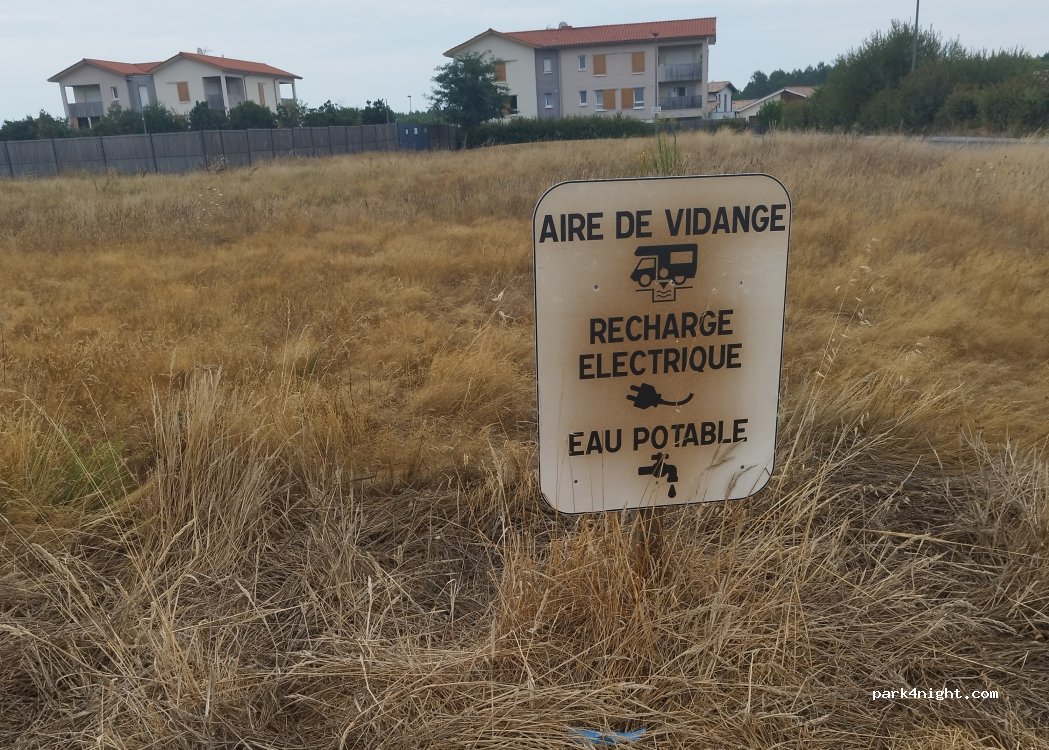 AIRE DE VIDANGE
RECHARGE
ELECTRIQUE
EAU POTABLE
park4night.com